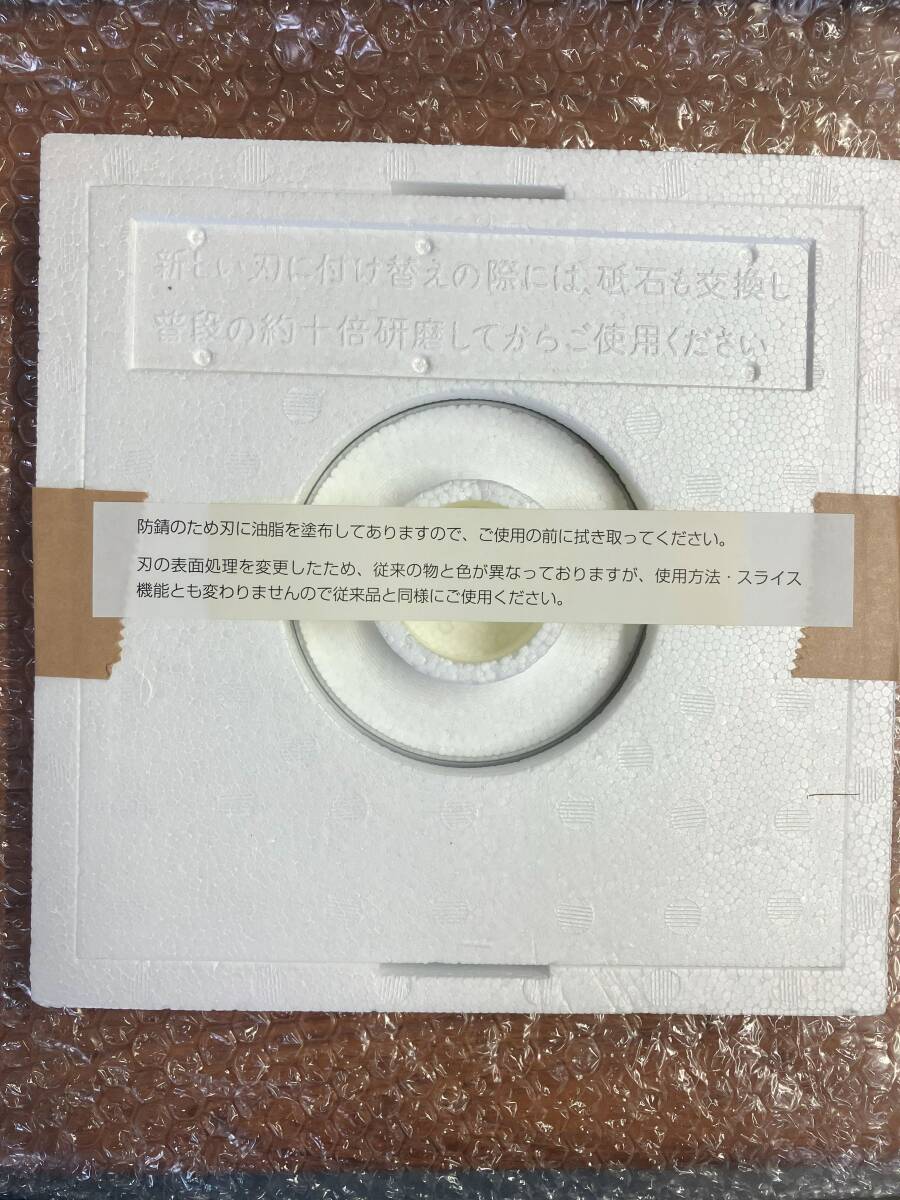 新しい刃に付け替えの際には、砥石も交換し
普段の約十倍研磨してからご使用ください
防錆のため刃に油脂を塗布してありますので、ご使用の前に拭き取ってください。
刃の表面処理を変更したため、従来の物と色が異なっておりますが、使用方法・スライス
機能とも変わりませんので従来品と同様にご使用ください。